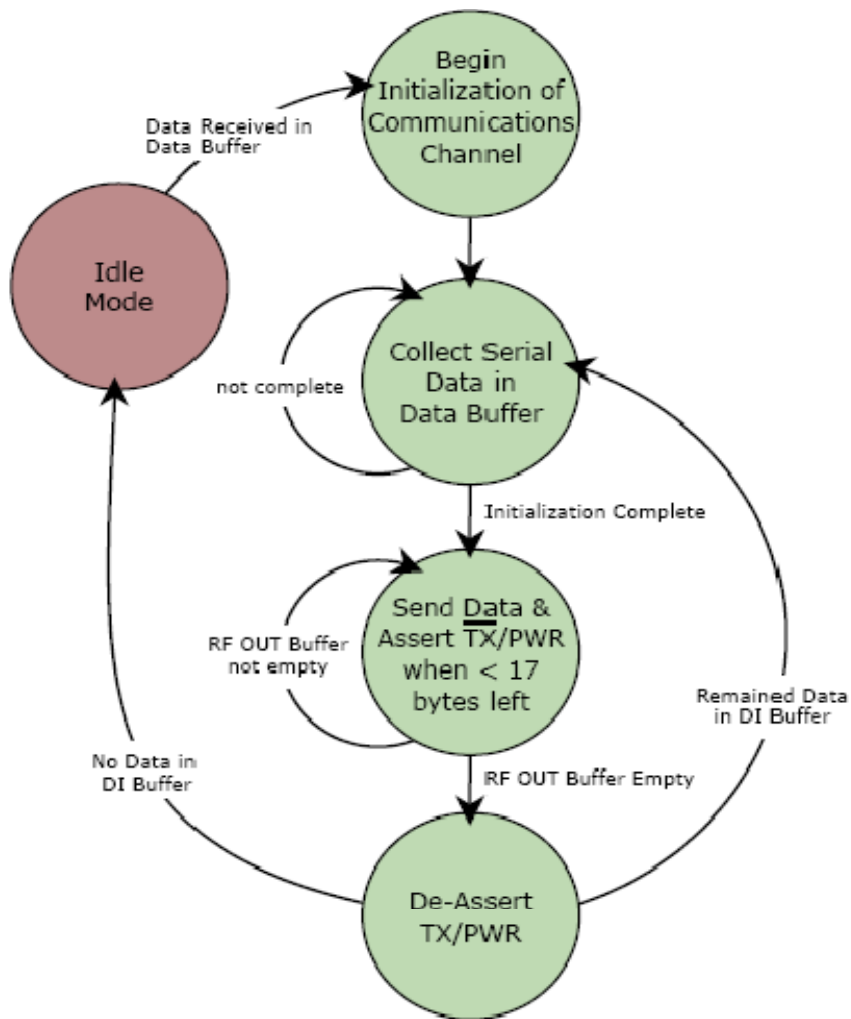 Begin
Initialization of
Communications
Channel
Data Received in
Data Buffer
Idle
Mode
Collect Serial
Data in
Data Buffer
not complete
Initialization Complete
Send Data &
Assert TX/PWR
when < 17
bytes left
RF OUT Buffer
not empty
Remained Data
in DI Buffer
No Data in
DI Buffer
RF OUT Buffer Empty
De-Assert
TX/PWR